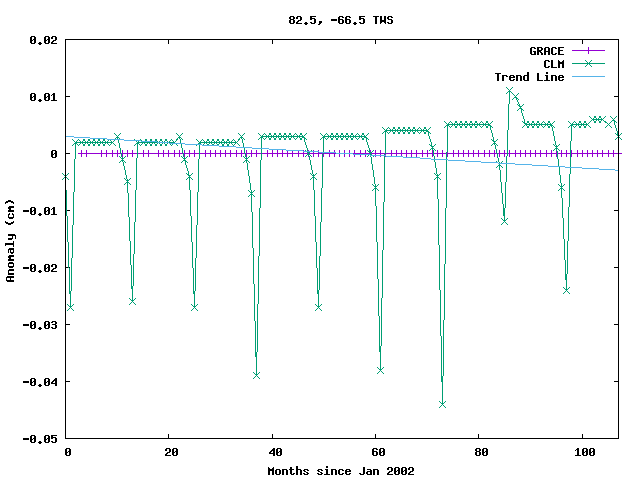 82.5, -66.5 TWS
GRACE
CLM
Trend Line
0.02
0.01
0
-0.01
-0.02
-0.03
-0.04
-0.05
Anomaly (cm)
0 20 40 60 80 100
Months since Jan 2002